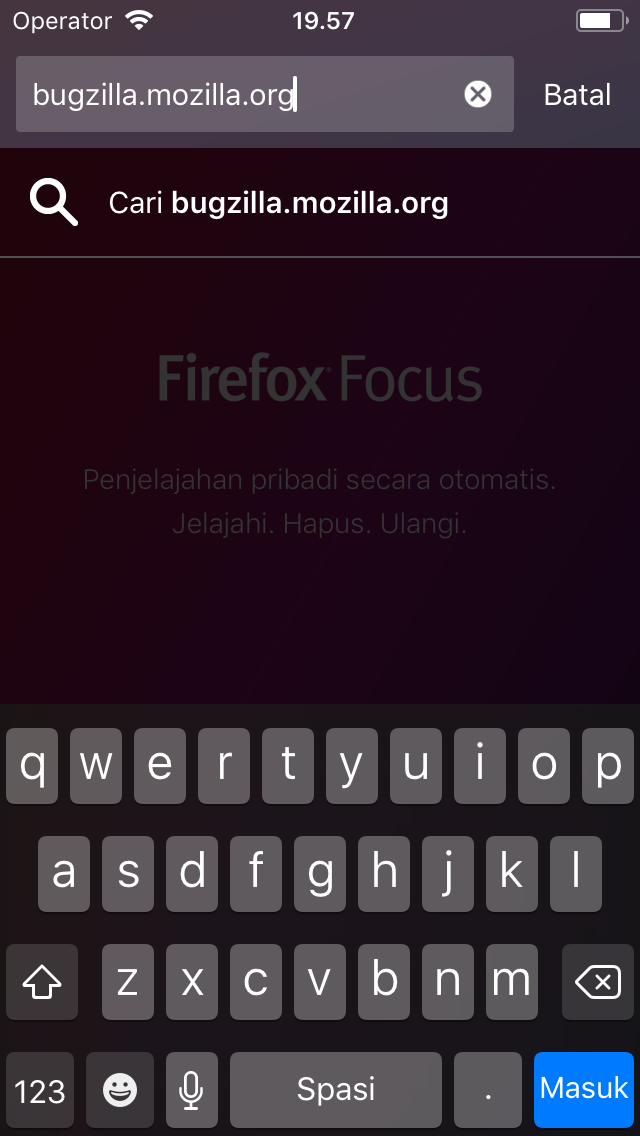 Operator 19.57
bugzilla.mozilla.org Batal
Cari bugzilla.mozilla.org
Firefox Focus
Penjelajahan pribadi secara otomatis.
Jelajahi. Hapus. Ulangi.
q w e r t y u i o p
a s d f g h j k l
z x c v b n m
123 Spasi . Masuk